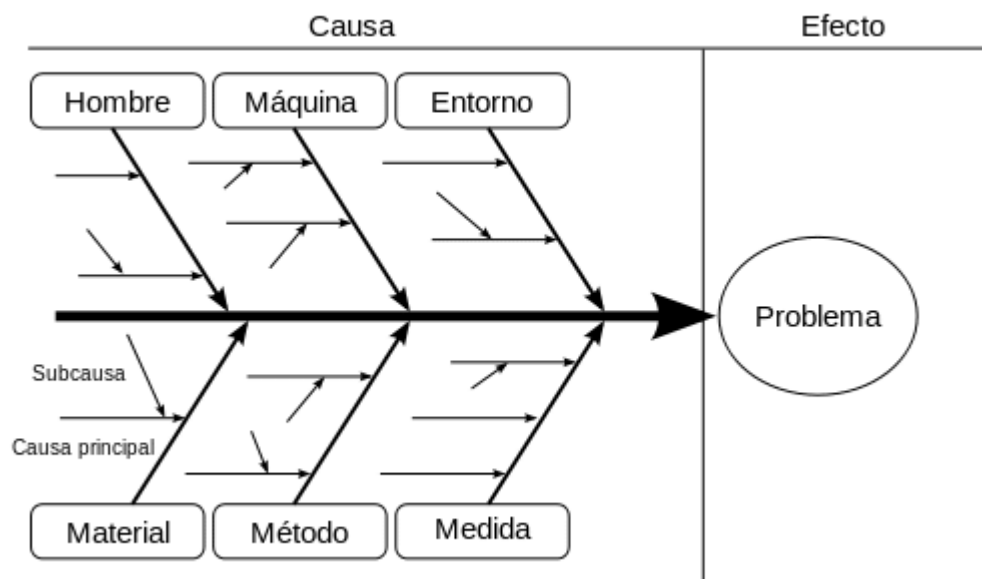 Causa
Efecto
Hombre
Máquina
Entorno
Problema
Subcausa
Causa principal
Material
Método
Medida